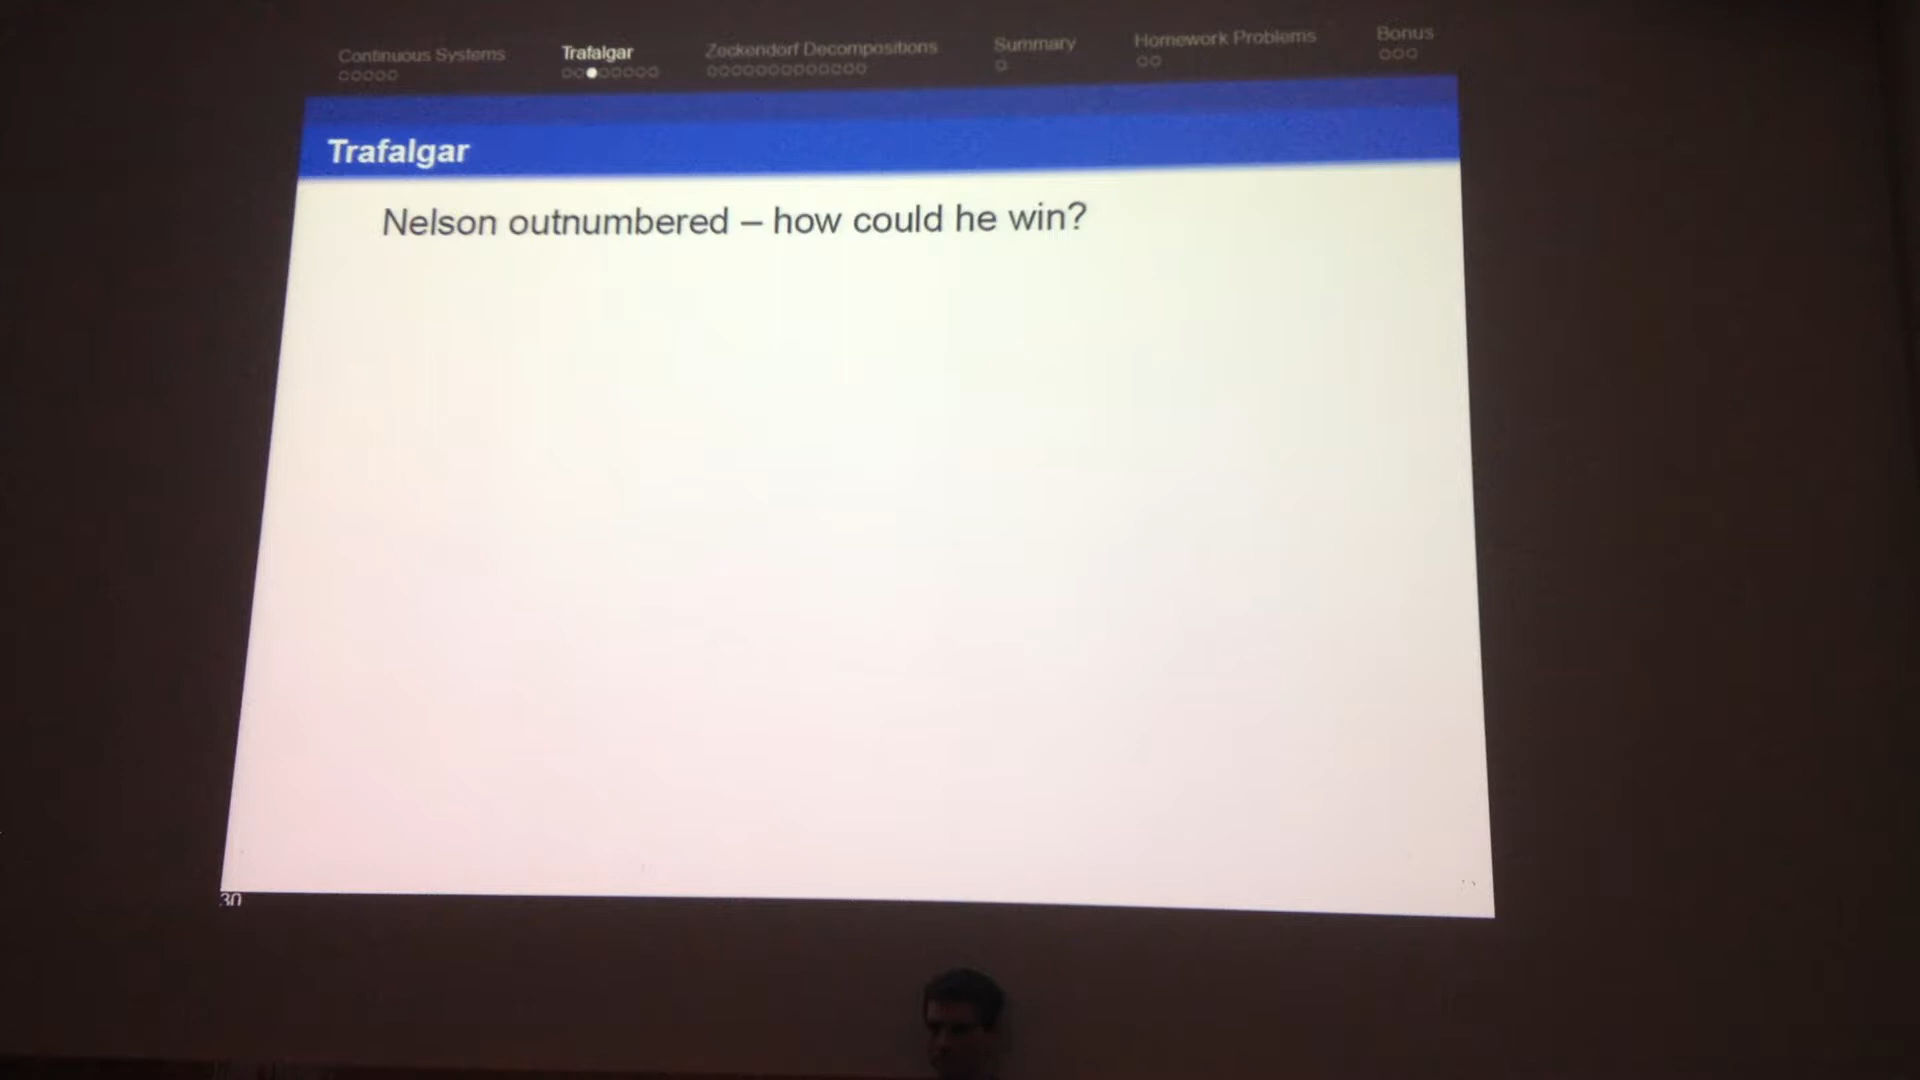 Continuous Systems Trafalgar Zeckendorf Decompositions Summary Homework Problems Bonus
Trafalgar
Nelson outnumbered – how could he win?
30